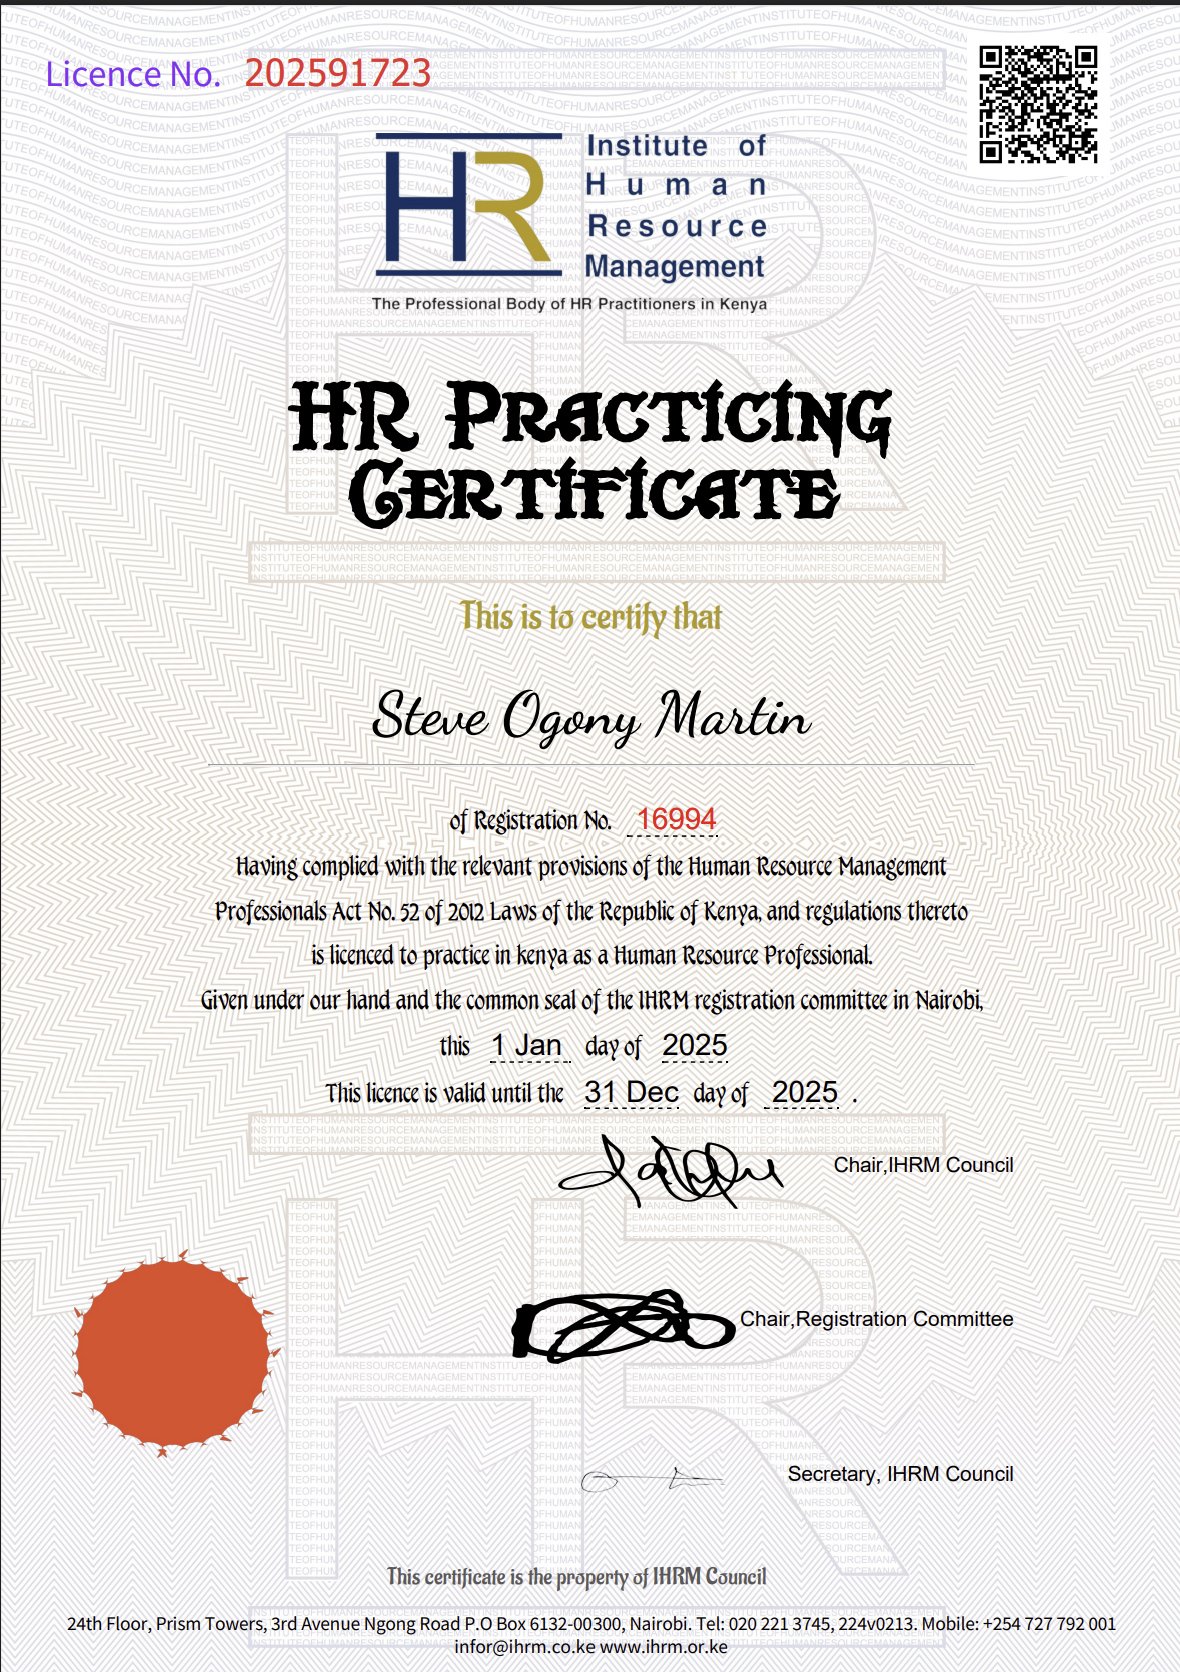 Licence No. 202591723
HR
Institute of
Human
Resource
Management
The Professional Body of HR Practitioners in Kenya
HR Practicing
Certificate
This is to certify that
Steve Ogony Martin
of Registration No. 16994
Having complied with the relevant provisions of the Human Resource Management
Professionals Act No. 52 of 2012 Laws of the Republic of Kenya, and regulations thereto
is licenced to practice in kenya as a Human Resource Professional.
Given under our hand and the common seal of the IHRM registration committee in Nairobi,
this 1 Jan day of 2025
This licence is valid until the 31 Dec day of 2025 .
Chair,IHRM Council
Chair,Registration Committee
Secretary, IHRM Council
This certificate is the property of IHRM Council
24th Floor, Prism Towers, 3rd Avenue Ngong Road P.O Box 6132-00300, Nairobi. Tel: 020 221 3745, 224v0213. Mobile: +254 727 792 001
infor@ihrm.co.ke www.ihrm.or.ke